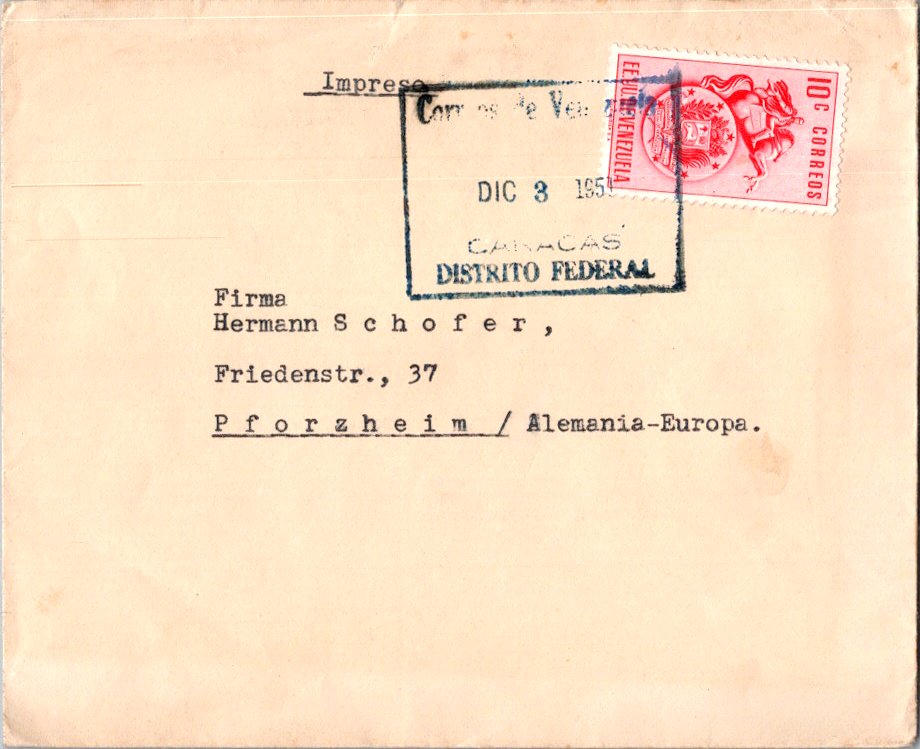 Impreso
Correos de Venezuela
DIC 3 195
CARACAS
DISTRITO FEDERAL
10c CORREOS
EE.UU. DE VENEZUELA
Firma
Hermann S c h o f e r ,
Friedenstr., 37
P f o r z h e i m / Alemania-Europa.